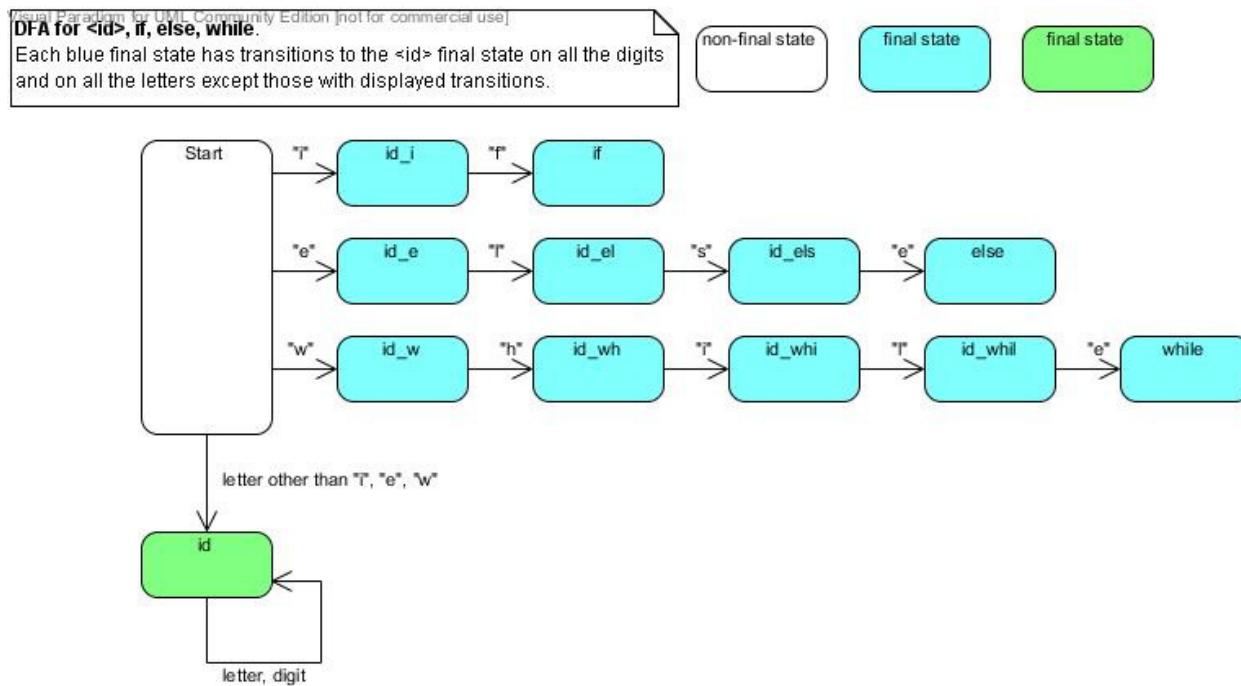 Visual Paradigm for UML Community Edition [not for commercial use]
DFA for <id>, if, else, while.
Each blue final state has transitions to the <id> final state on all the digits
and on all the letters except those with displayed transitions.
non-final state
final state
final state
Start
"i"
id_i
"f"
if
"e"
id_e
"l"
id_el
"s"
id_els
"e"
else
"w"
id_w
"h"
id_wh
"i"
id_whi
"l"
id_whil
"e"
while
letter other than "i", "e", "w"
id
letter, digit